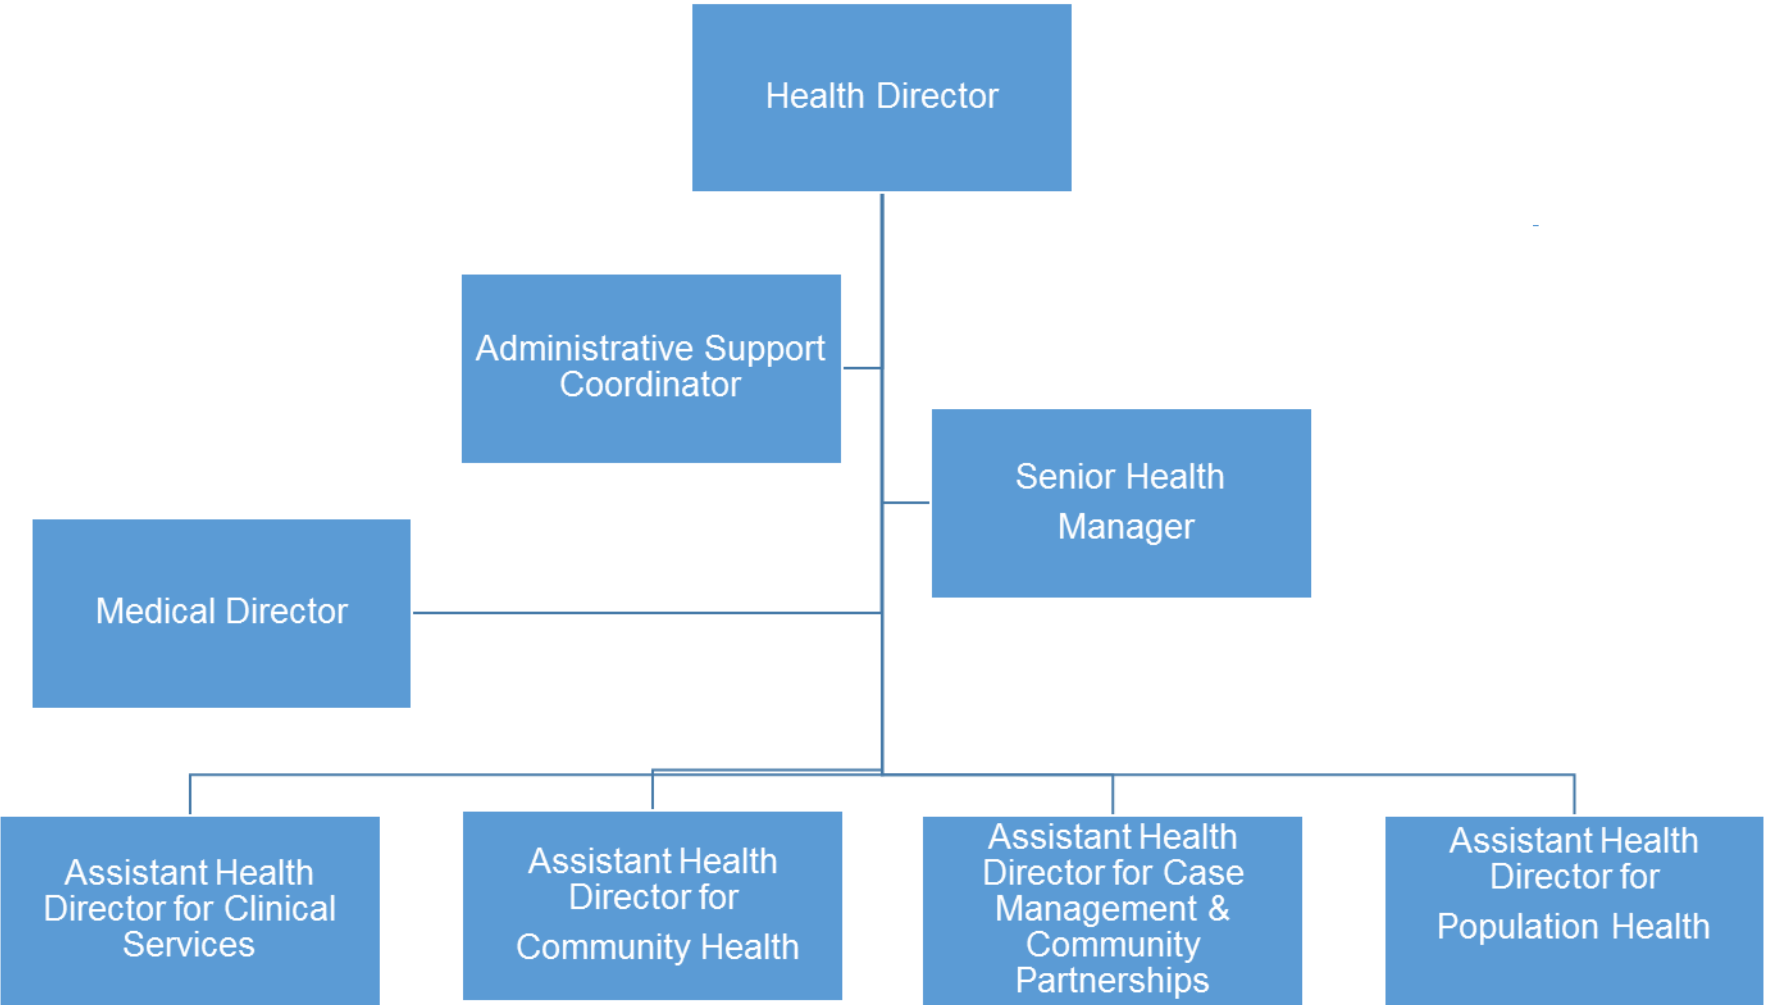 Health Director
Administrative Support
Coordinator
Senior Health
Manager
Medical Director
Assistant Health
Director for Clinical
Services
Assistant Health
Director for
Community Health
Assistant Health
Director for Case
Management &
Community
Partnerships
Assistant Health
Director for
Population Health